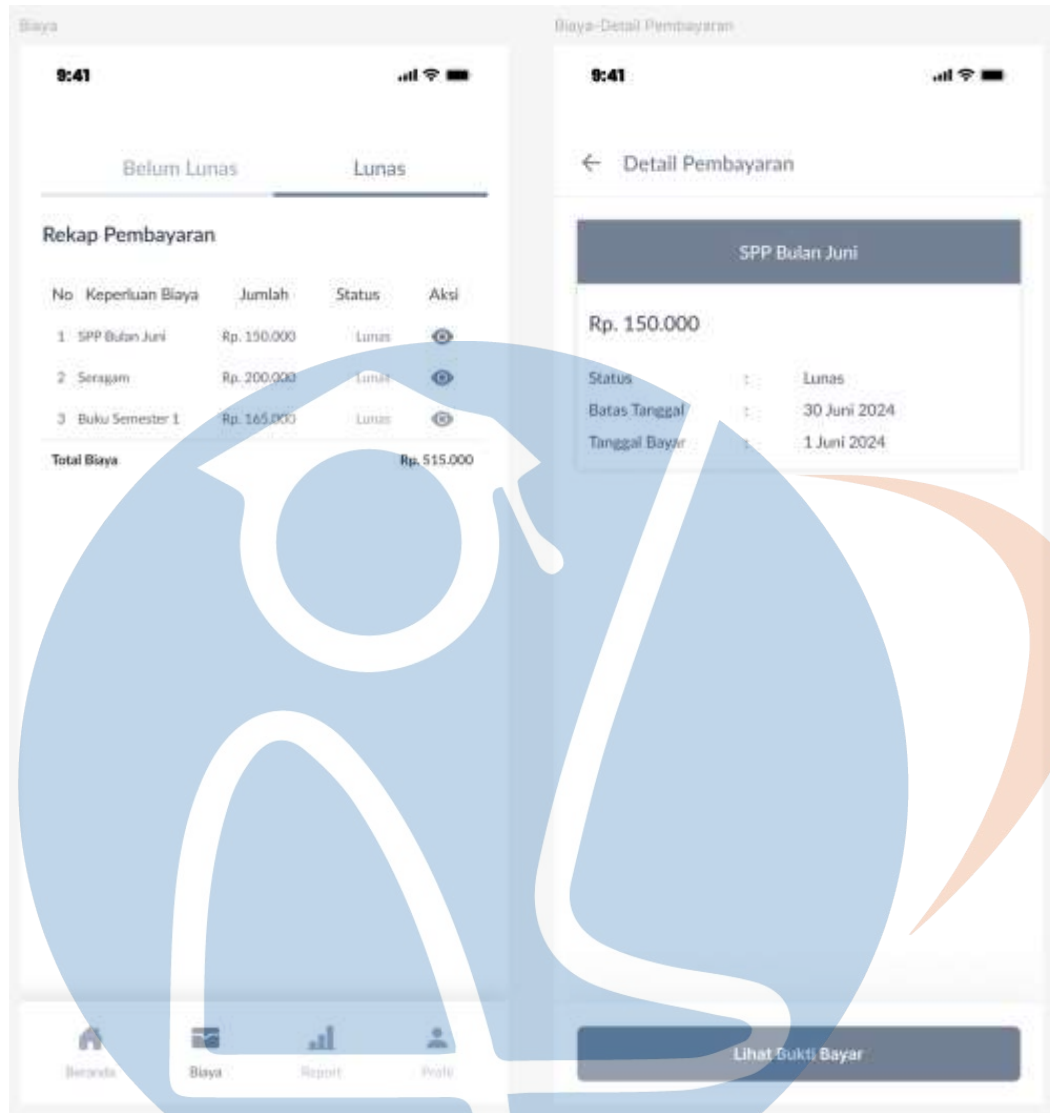 Biaya
9:41
Belum Lunas Lunas
Rekap Pembayaran
No Keperluan Biaya Jumlah Status Aksi
1 SPP Bulan Juni Rp. 150.000 Lunas
2 Seragam Rp. 200.000 Lunas
3 Buku Semester 1 Rp. 165.000 Lunas
Total Biaya Rp. 515.000
Beranda Biaya Report Profil
Biaya-Detail Pembayaran
9:41
← Detail Pembayaran
SPP Bulan Juni
Rp. 150.000
Status : Lunas
Batas Tanggal : 30 Juni 2024
Tanggal Bayar : 1 Juni 2024
Lihat Bukti Bayar